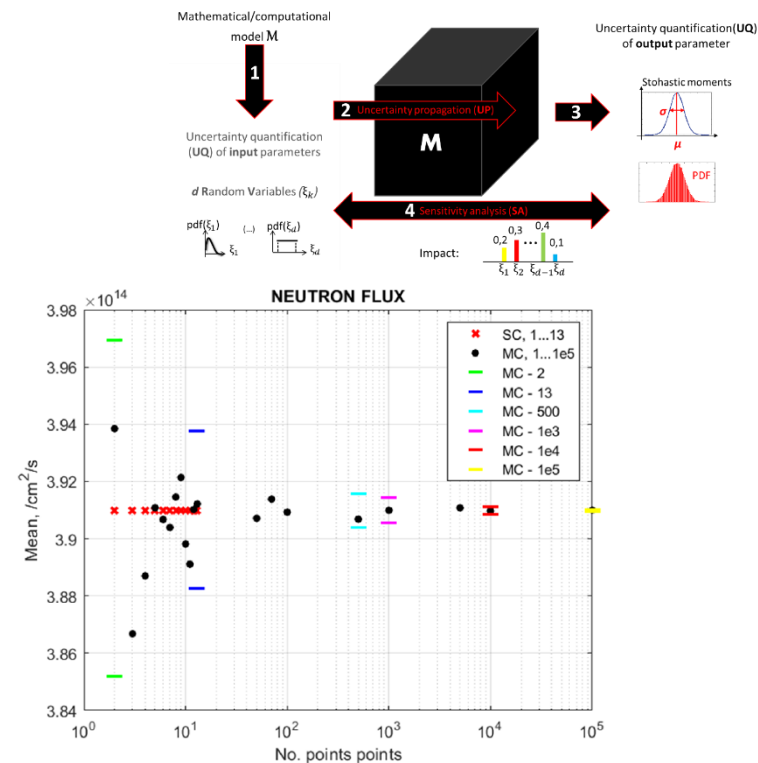 Mathematical/computational
model M
1
Uncertainty quantification
(UQ) of input parameters
d Random Variables (ξk)
pdf(ξ1)
(...)
pdf(ξd)
ξ1
ξd
2
Uncertainty propagation (UP)
M
3
Uncertainty quantification(UQ)
of output parameter
Stohastic moments
σ
μ
PDF
4 Sensitivity analysis (SA)
Impact:
0,2
0,3
...
0,4
0,1
ξ1 ξ2 ξd−1 ξd
NEUTRON FLUX
×10^14
3.98
3.96
3.94
3.92
3.9
3.88
3.86
3.84
Mean, /cm²/s
SC, 1...13
MC, 1...1e5
MC - 2
MC - 13
MC - 500
MC - 1e3
MC - 1e4
MC - 1e5
10^0 10^1 10^2 10^3 10^4 10^5
No. points points